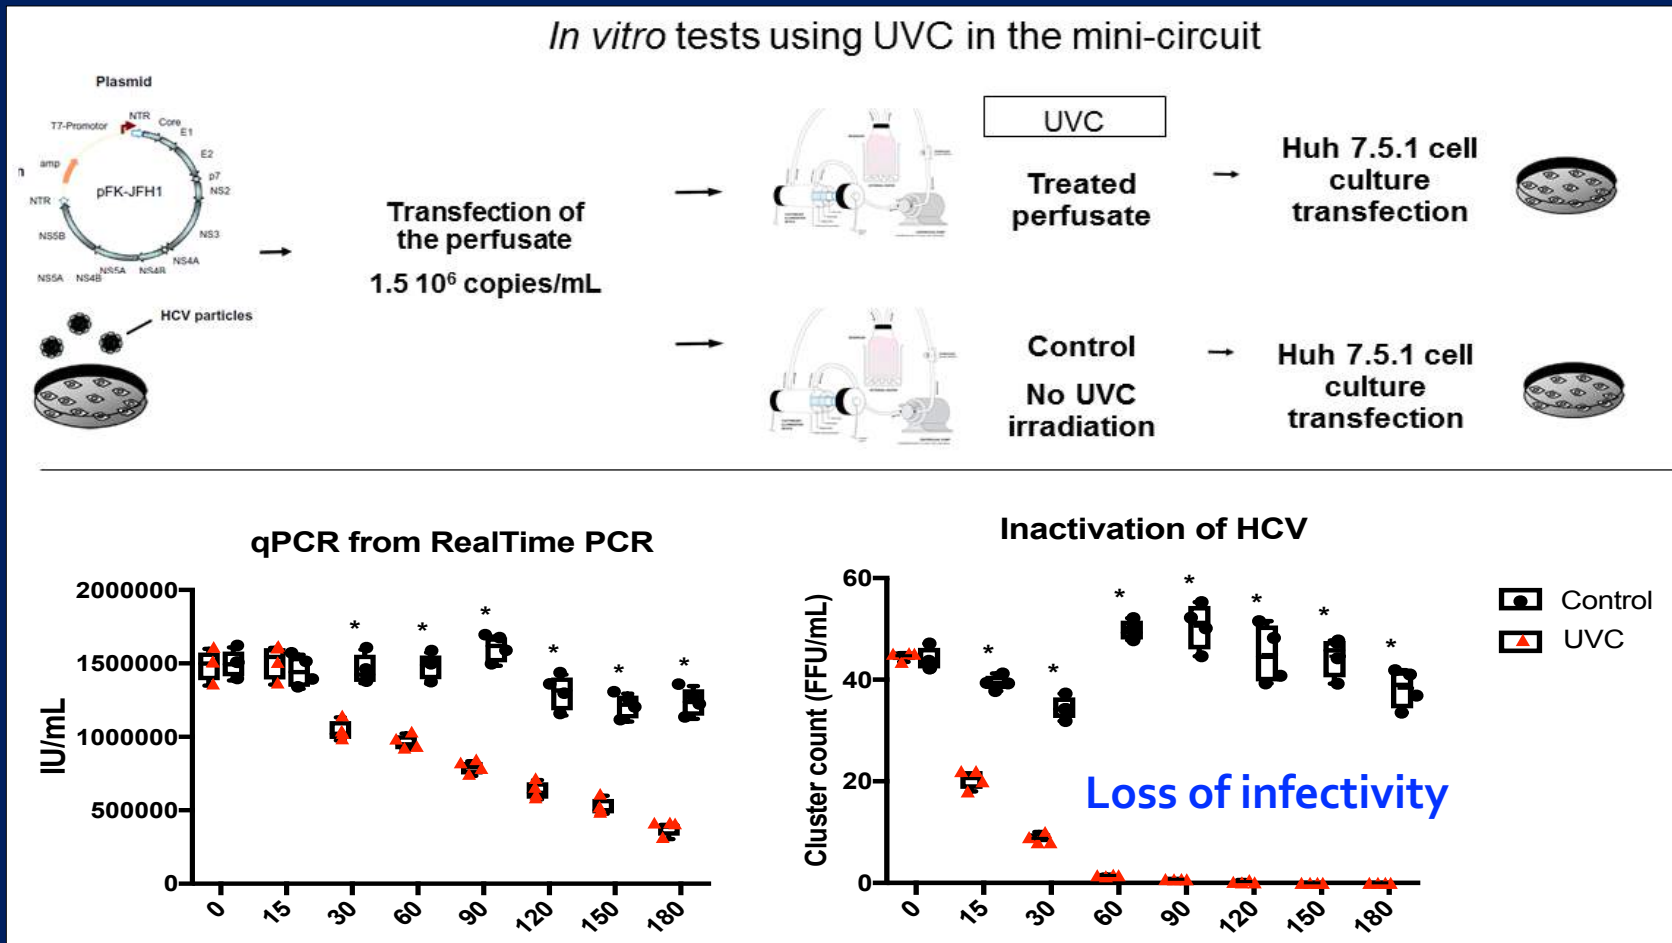 In vitro tests using UVC in the mini-circuit
Plasmid
T7-Promotor
NTR
Core
E1
E2
p7
NS2
NS3
NS4A
NS4B
NS5A
NS5A
NS4B
NS5B
NTR
amp
n
pFK-JFH1
HCV particles
Transfection of
the perfusate
1.5 10⁶ copies/mL
UVC
Treated
perfusate
Huh 7.5.1 cell
culture
transfection
Control
No UVC
irradiation
Huh 7.5.1 cell
culture
transfection
qPCR from RealTime PCR
IU/mL
2000000
1500000
1000000
500000
0
* * * * * *
0 15 30 60 90 120 150 180
Inactivation of HCV
Cluster count (FFU/mL)
60
40
20
0
* * * * * * *
Loss of infectivity
0 15 30 60 90 120 150 180
Control
UVC